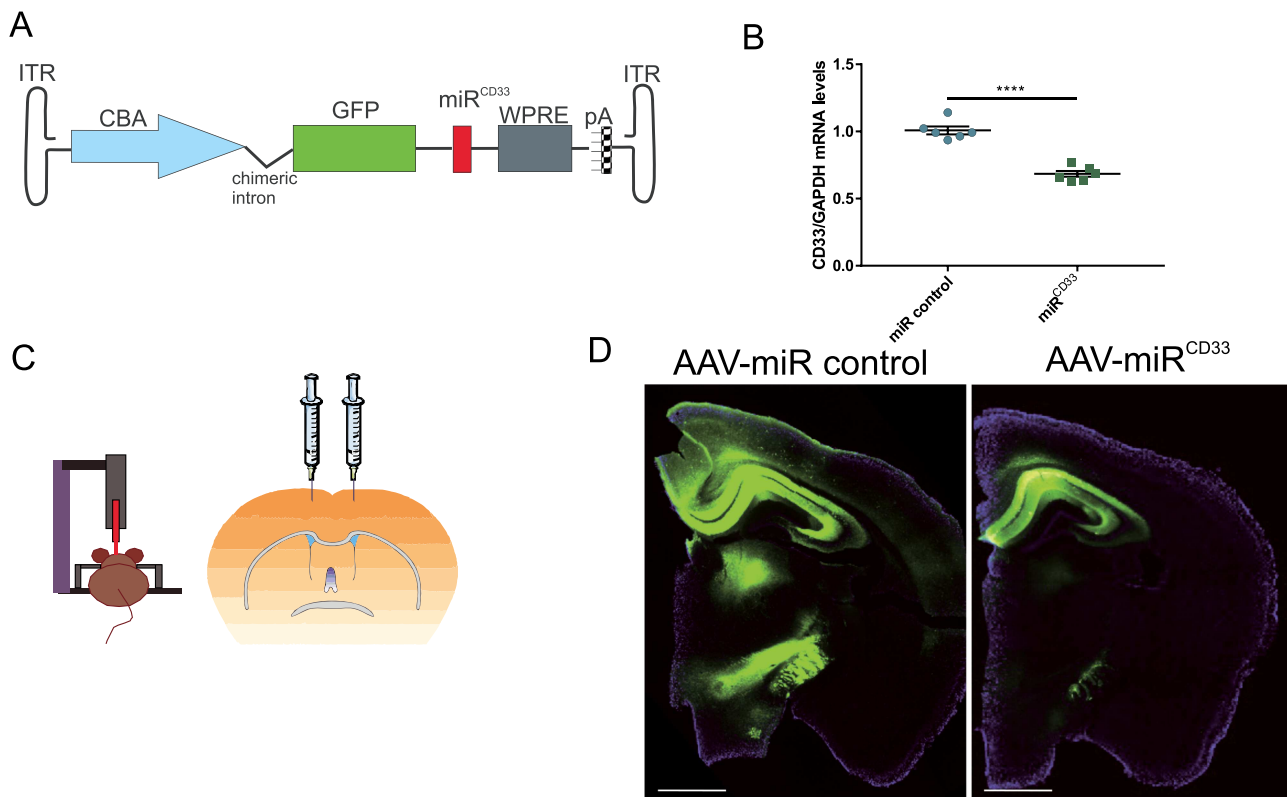 A
ITR
CBA
chimeric
intron
GFP
miR^CD33
WPRE
pA
ITR
B
CD33/GAPDH mRNA levels
1.5
1.0
0.5
0.0
****
miR control
miR^CD33
C
D
AAV-miR control
AAV-miR^CD33